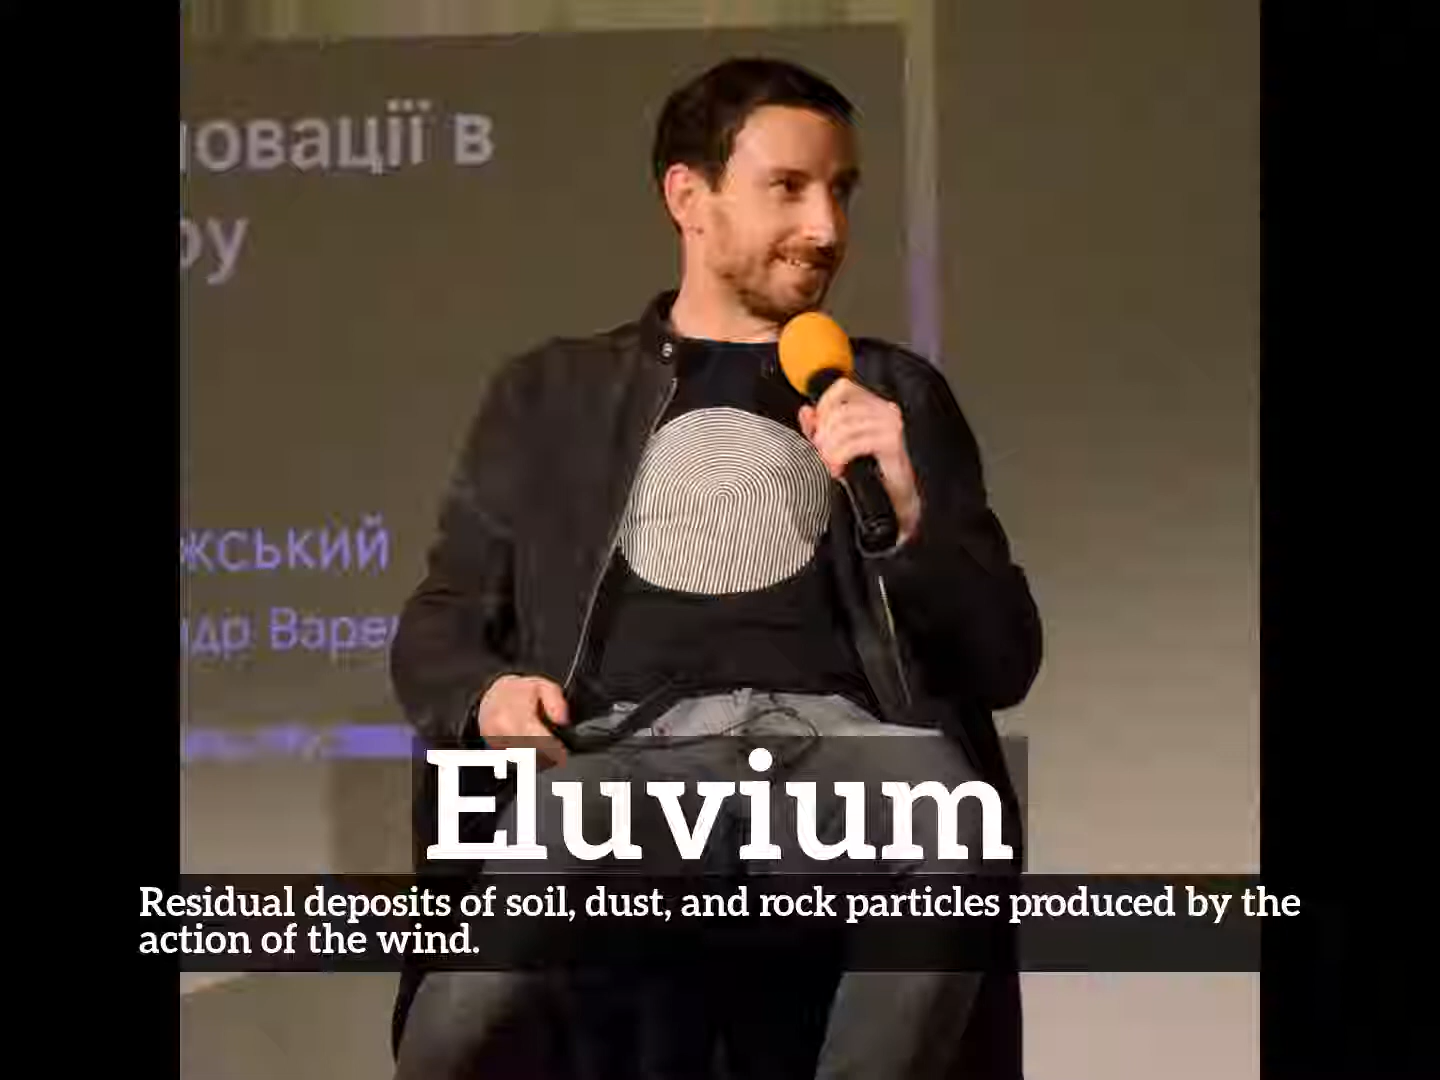 новації в
ру
жський
ндр Варе
Eluvium
Residual deposits of soil, dust, and rock particles produced by the
action of the wind.